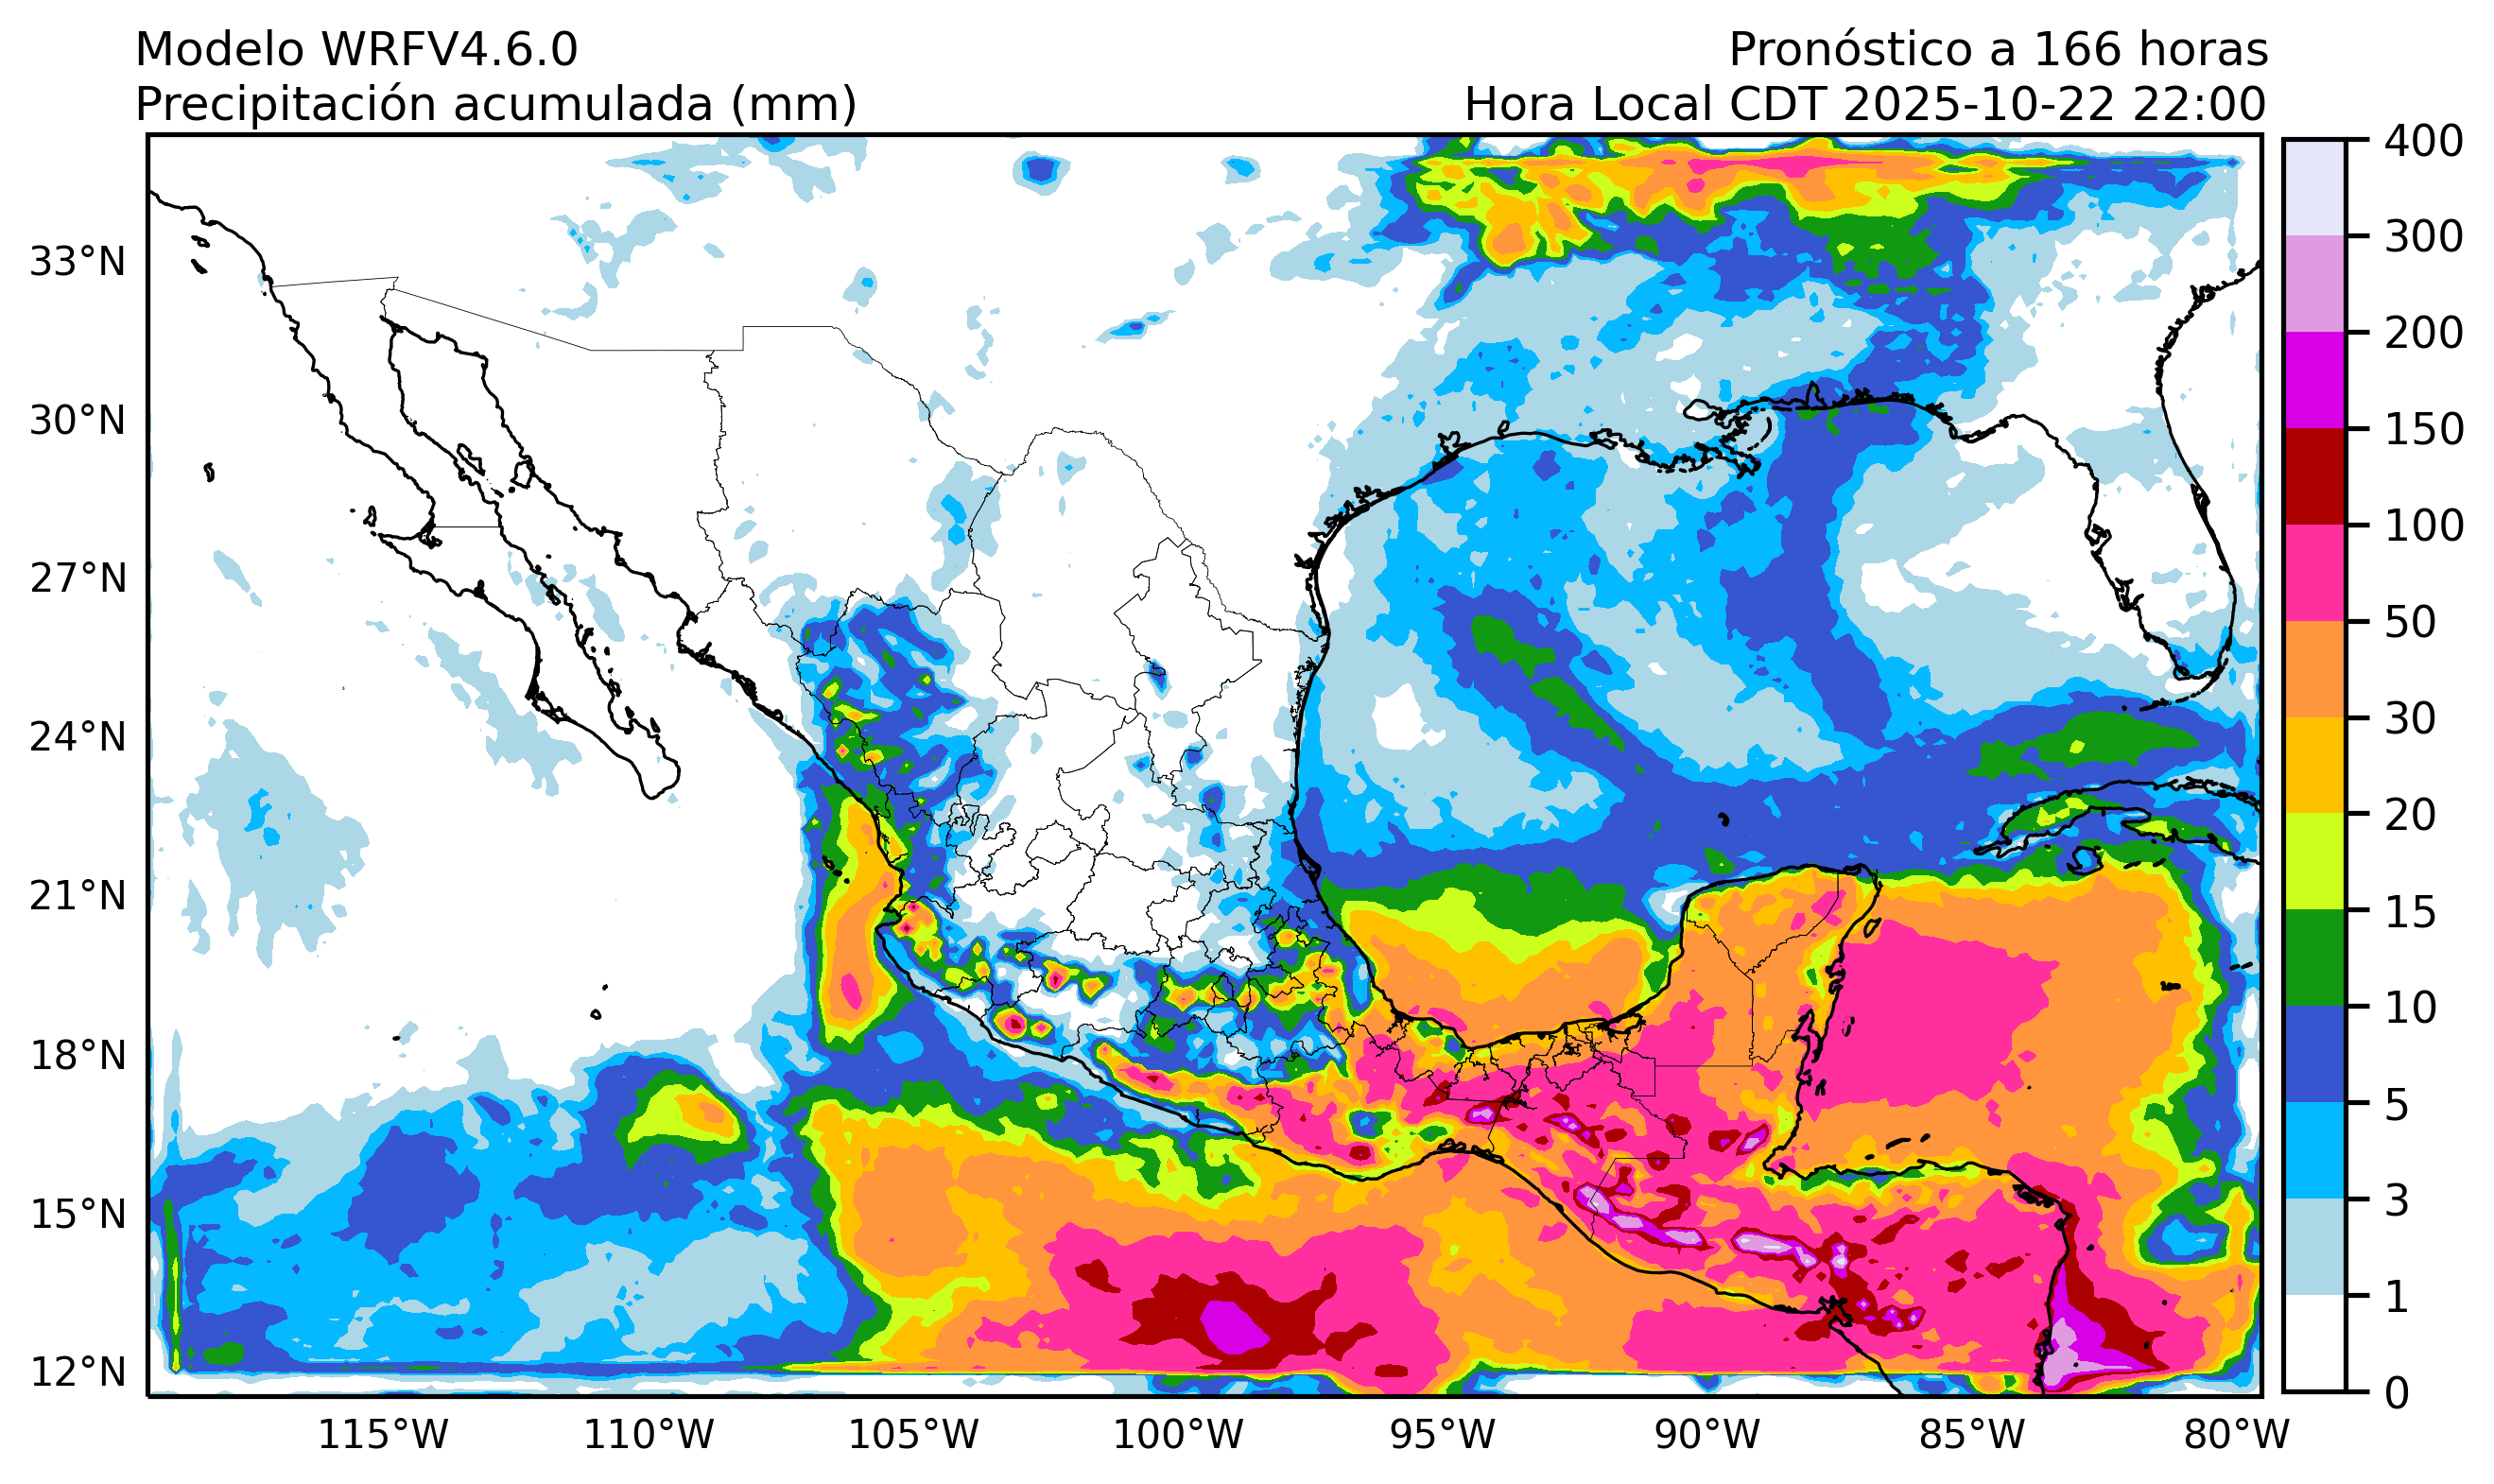 Modelo WRFV4.6.0
Pronóstico a 166 horas
Precipitación acumulada (mm)
Hora Local CDT 2025-10-22 22:00
33°N
30°N
27°N
24°N
21°N
18°N
15°N
12°N
115°W
110°W
105°W
100°W
95°W
90°W
85°W
80°W
400
300
200
150
100
50
30
20
15
10
5
3
1
0